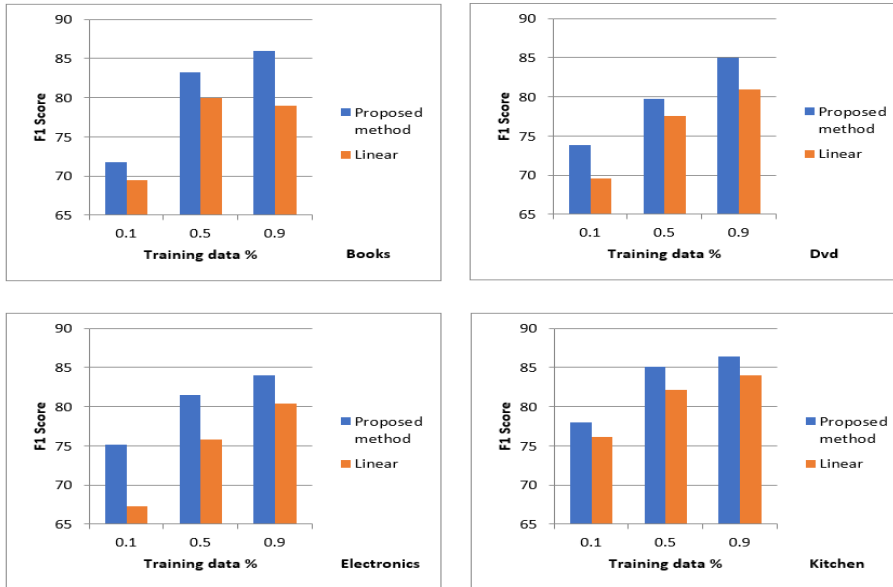 90
85
80
75
70
65
F1 Score
0.1 0.5 0.9
Training data %
Books
Proposed
method
Linear
90
85
80
75
70
65
F1 Score
0.1 0.5 0.9
Training data %
Dvd
Proposed
method
Linear
90
85
80
75
70
65
F1 Score
0.1 0.5 0.9
Training data %
Electronics
Proposed
method
Linear
90
85
80
75
70
65
F1 Score
0.1 0.5 0.9
Training data %
Kitchen
Proposed
method
Linear